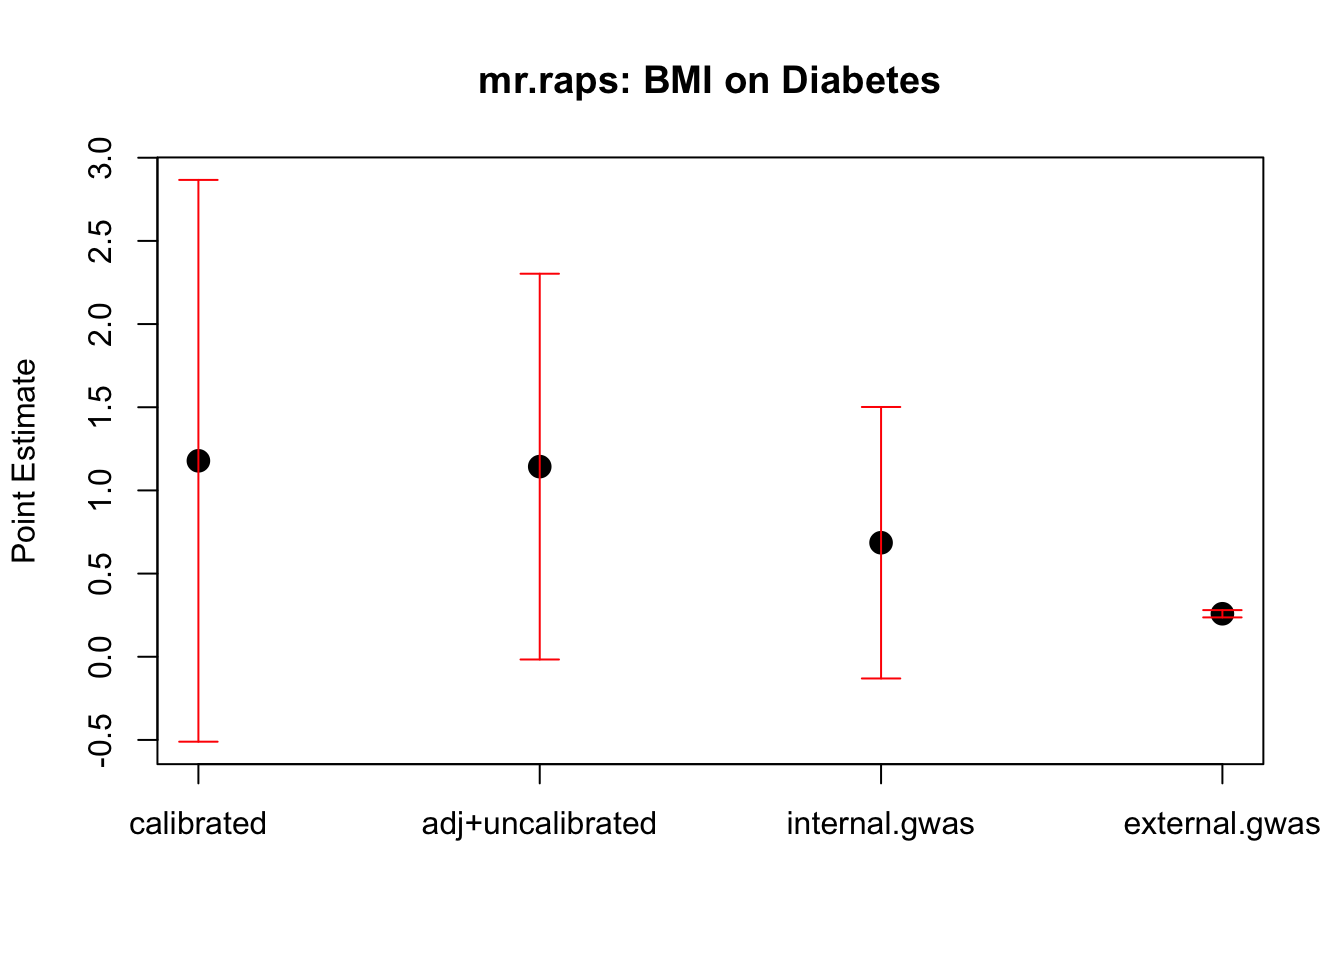 mr.raps: BMI on Diabetes
Point Estimate
3.0
2.5
2.0
1.5
1.0
0.5
0.0
-0.5
calibrated
adj+uncalibrated
internal.gwas
external.gwas